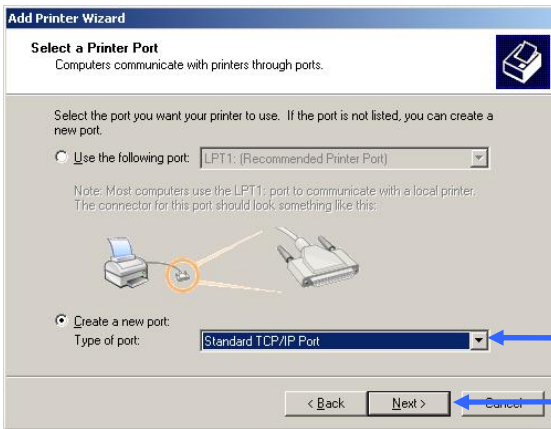 Add Printer Wizard
Select a Printer Port
Computers communicate with printers through ports.
Select the port you want your printer to use. If the port is not listed, you can create a
new port.
Use the following port: LPT1: (Recommended Printer Port)
Note: Most computers use the LPT1: port to communicate with a local printer.
The connector for this port should look something like this:
Create a new port:
Type of port: Standard TCP/IP Port
< Back Next > Cancel